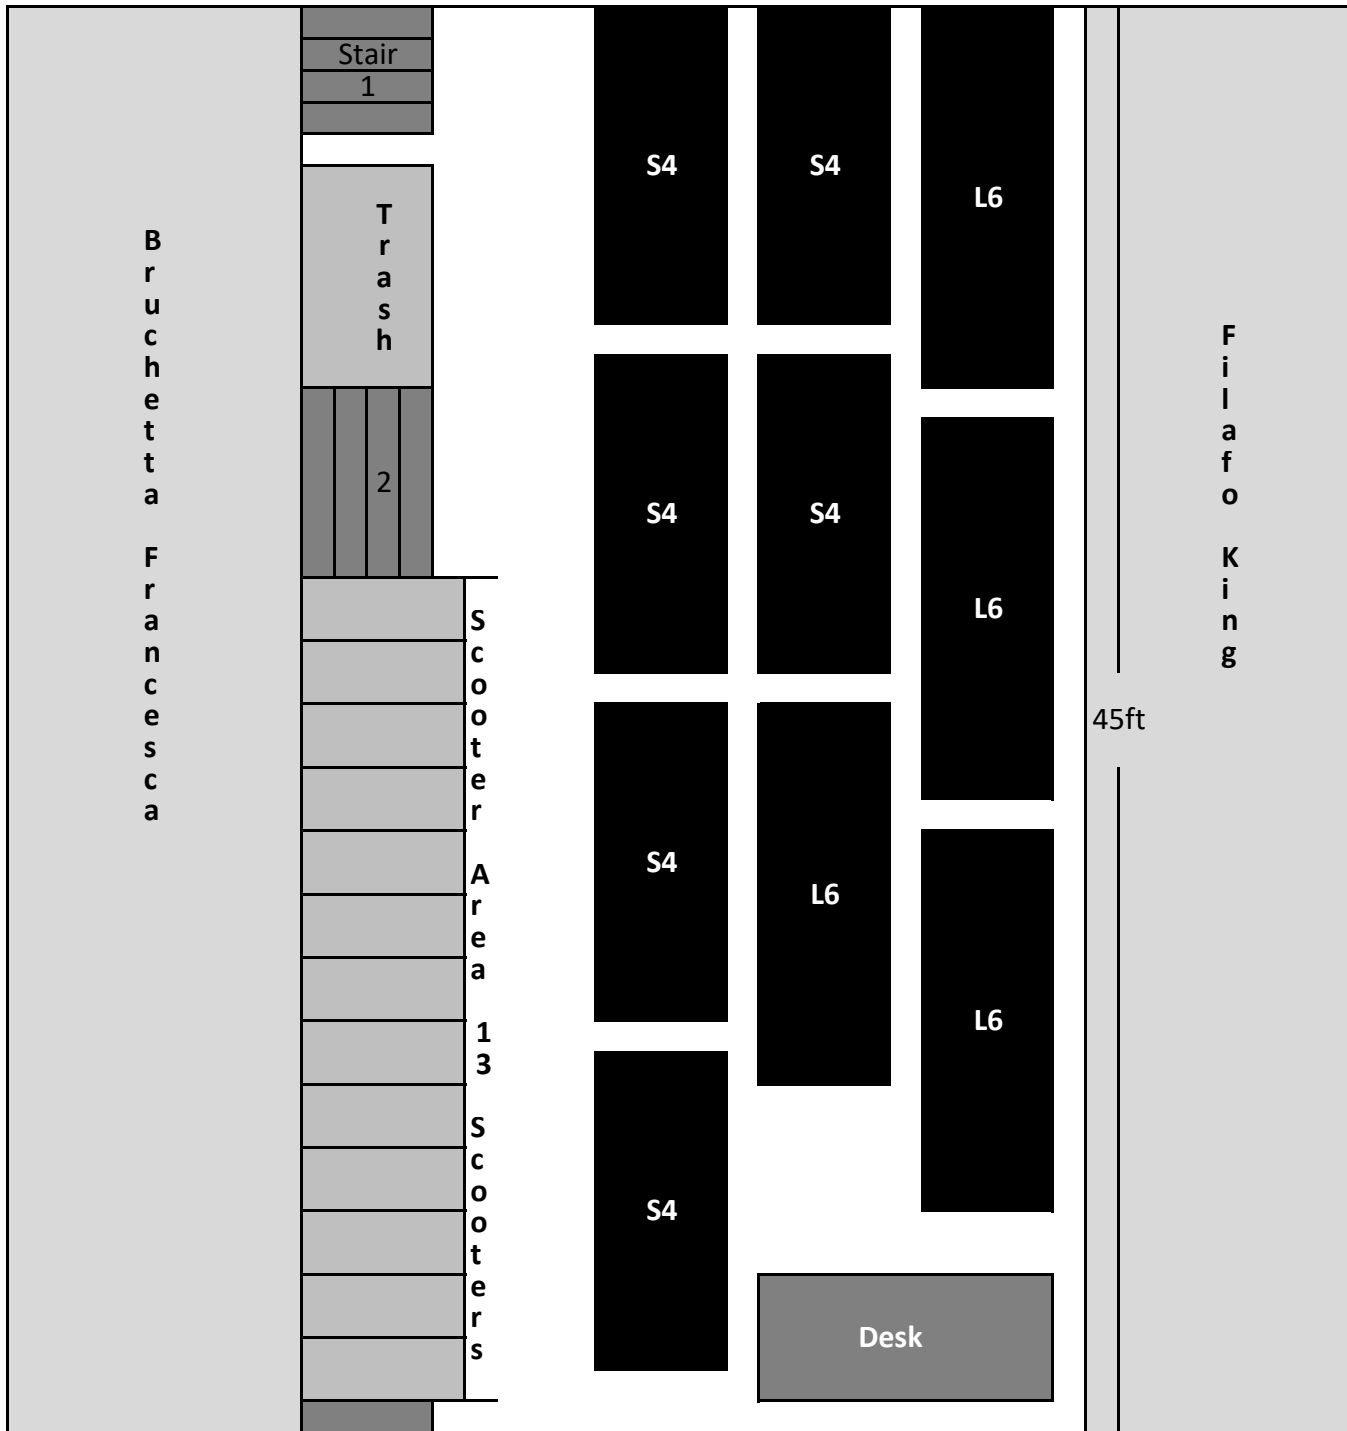 Stair
1
Trash
2
Bruchetta Francesca
Scooter Area 13 Scooters
S4
S4
L6
S4
S4
L6
S4
L6
L6
S4
Desk
45ft
Filafo King